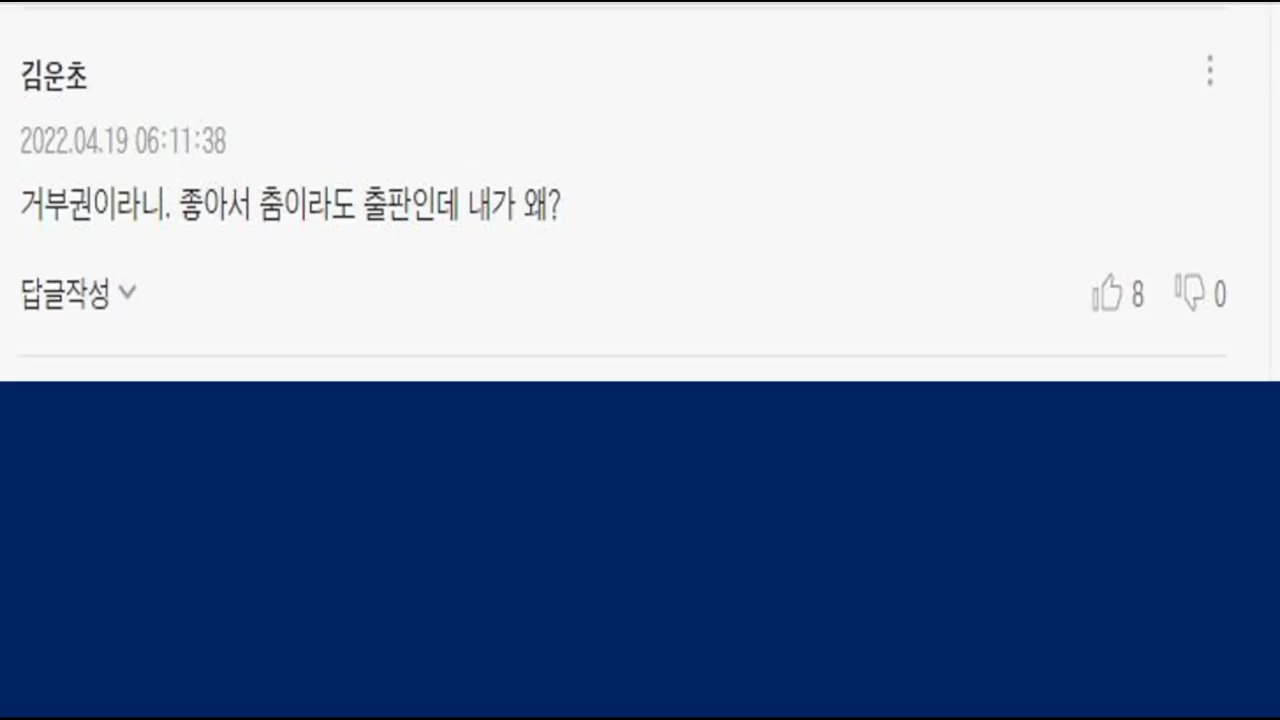 김운초
2022.04.19 06:11:38
거부권이라니. 좋아서 춤이라도 출판인데 내가 왜?
답글작성
8 0